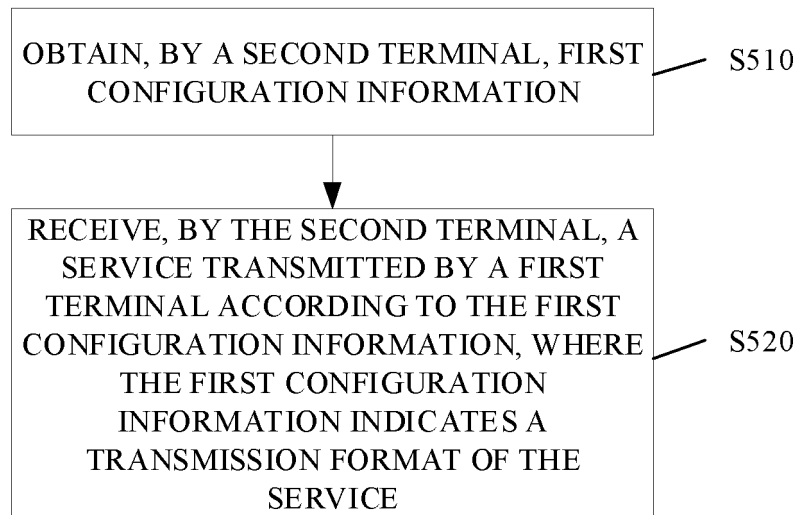 OBTAIN, BY A SECOND TERMINAL, FIRST
CONFIGURATION INFORMATION
S510
RECEIVE, BY THE SECOND TERMINAL, A
SERVICE TRANSMITTED BY A FIRST
TERMINAL ACCORDING TO THE FIRST
CONFIGURATION INFORMATION, WHERE
THE FIRST CONFIGURATION
INFORMATION INDICATES A
TRANSMISSION FORMAT OF THE
SERVICE
S520